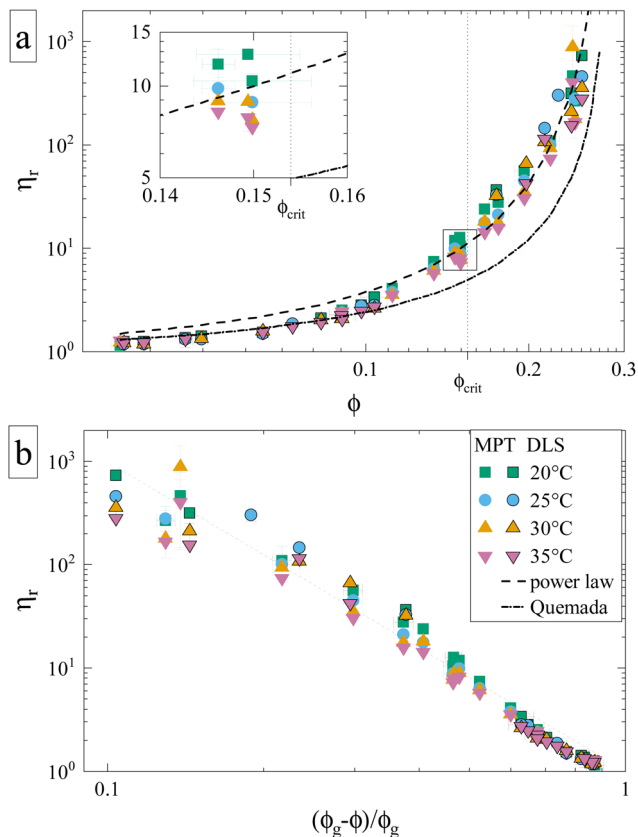 a
10³
10²
10¹
10⁰
ηᵣ
15
10
5
0.14
0.15
0.16
ϕcrit
0.1
ϕcrit
0.2
0.3
ϕ
b
10³
10²
10¹
10⁰
ηᵣ
MPT DLS
20°C
25°C
30°C
35°C
power law
Quemada
0.1
1
(ϕg-ϕ)/ϕg